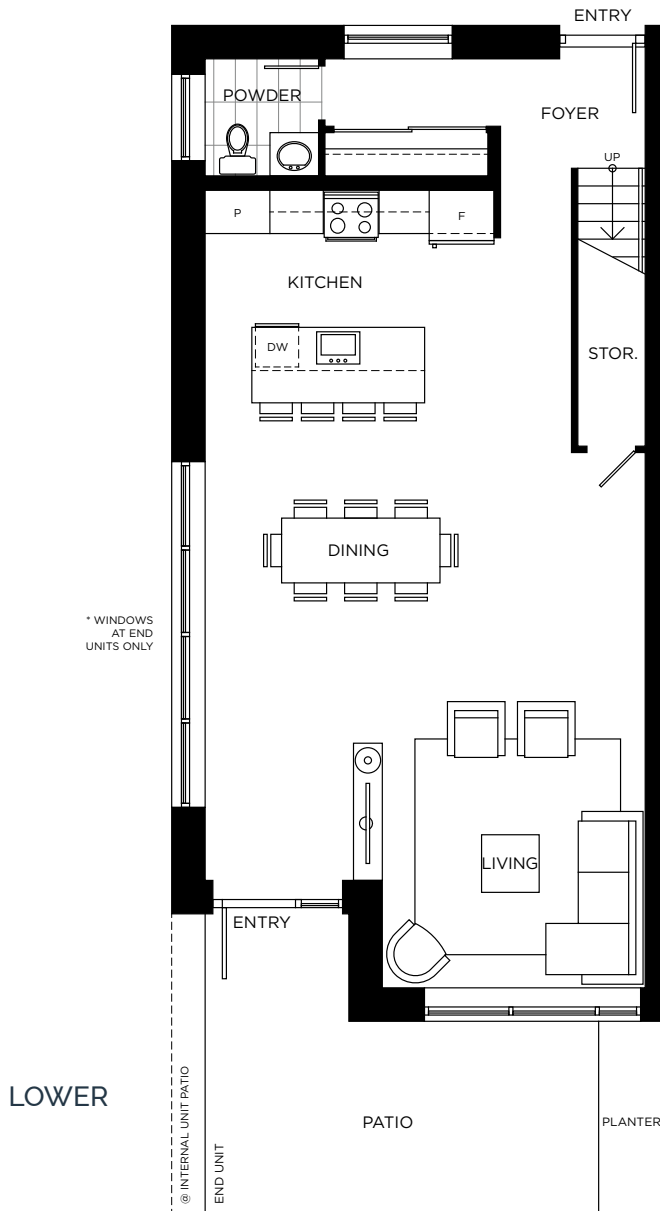 ENTRY
POWDER
FOYER
UP
P
F
KITCHEN
DW
STOR.
DINING
* WINDOWS
AT END
UNITS ONLY
LIVING
ENTRY
LOWER
@ INTERNAL UNIT PATIO
END UNIT
PATIO
PLANTER